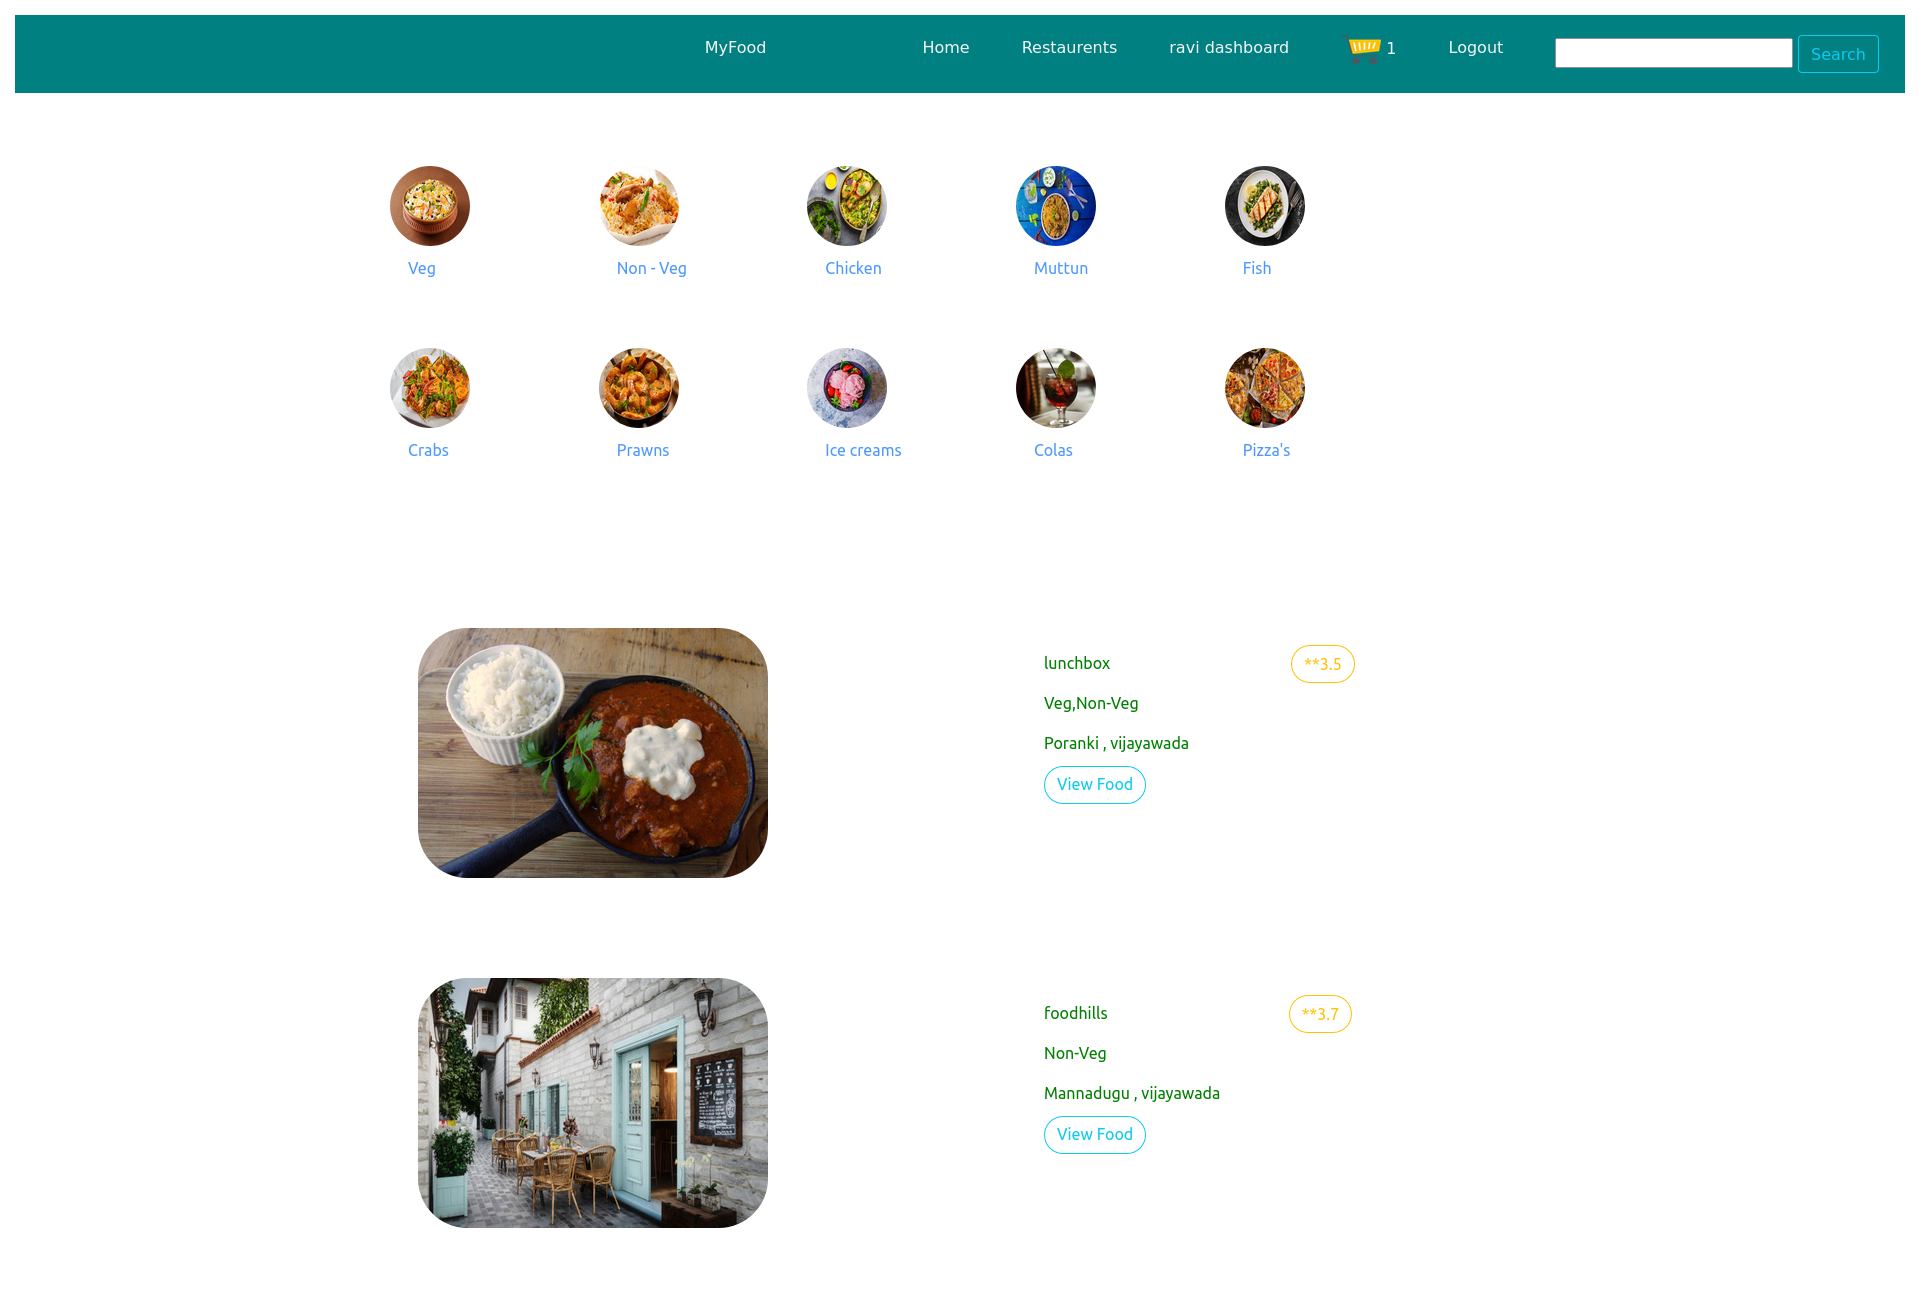 MyFood Home Restaurents ravi dashboard 1 Logout Search
Veg Non - Veg Chicken Muttun Fish
Crabs Prawns Ice creams Colas Pizza's
lunchbox **3.5
Veg,Non-Veg
Poranki , vijayawada
View Food
foodhills **3.7
Non-Veg
Mannadugu , vijayawada
View Food